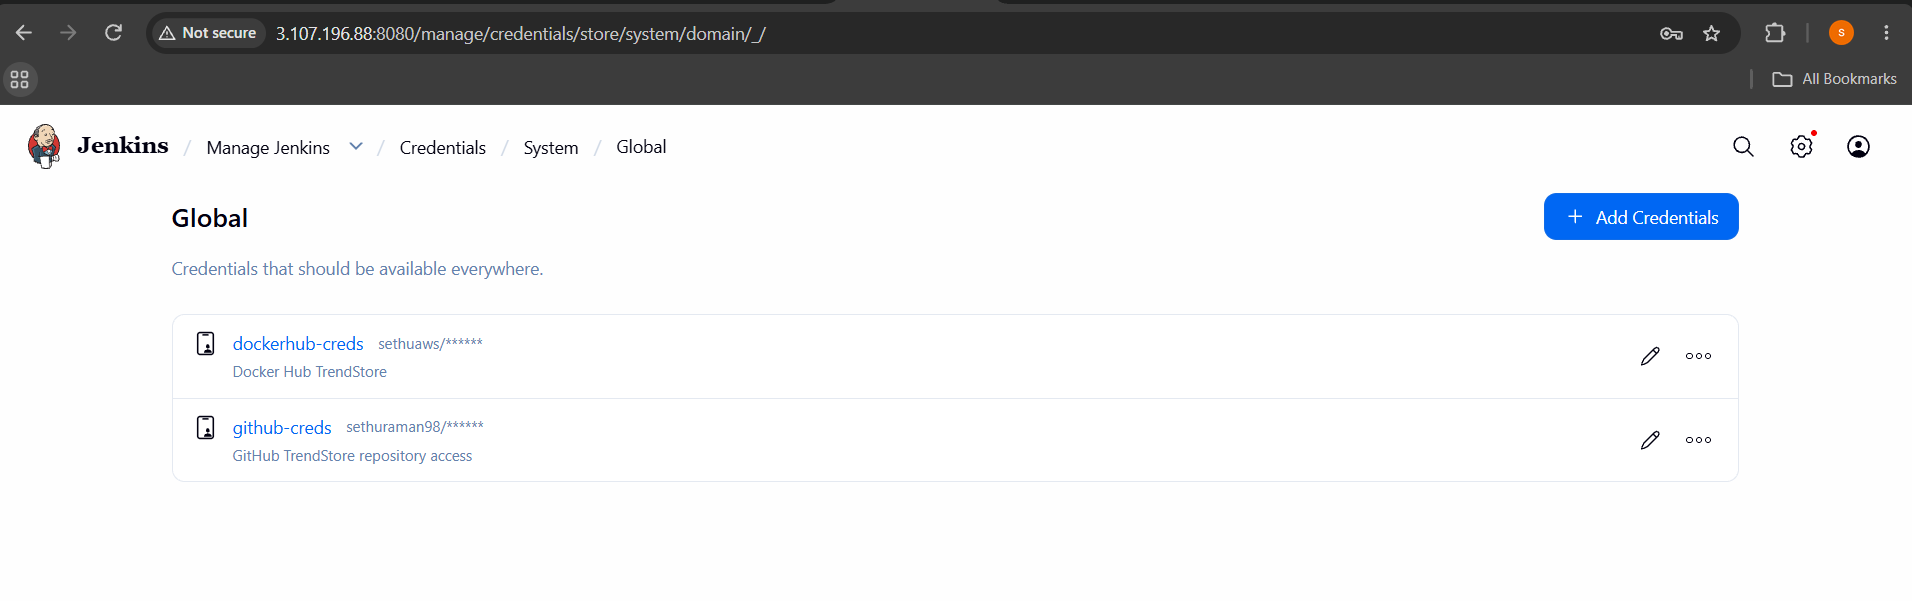 Not secure 3.107.196.88:8080/manage/credentials/store/system/domain/_/
S
All Bookmarks
Jenkins / Manage Jenkins / Credentials / System / Global
Global
+ Add Credentials
Credentials that should be available everywhere.
dockerhub-creds sethuaws/******
Docker Hub TrendStore
github-creds sethuraman98/******
GitHub TrendStore repository access